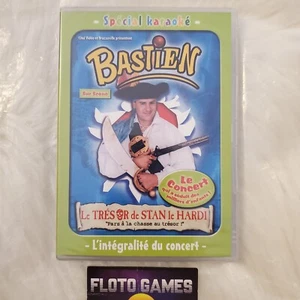 Spécial karaoké
BASTIEN
Le Concert
Le TRÉSOR de STAN le HARDI
"Pars à la chasse au trésor !"
- L'intégralité du concert -
FLOTO GAMES